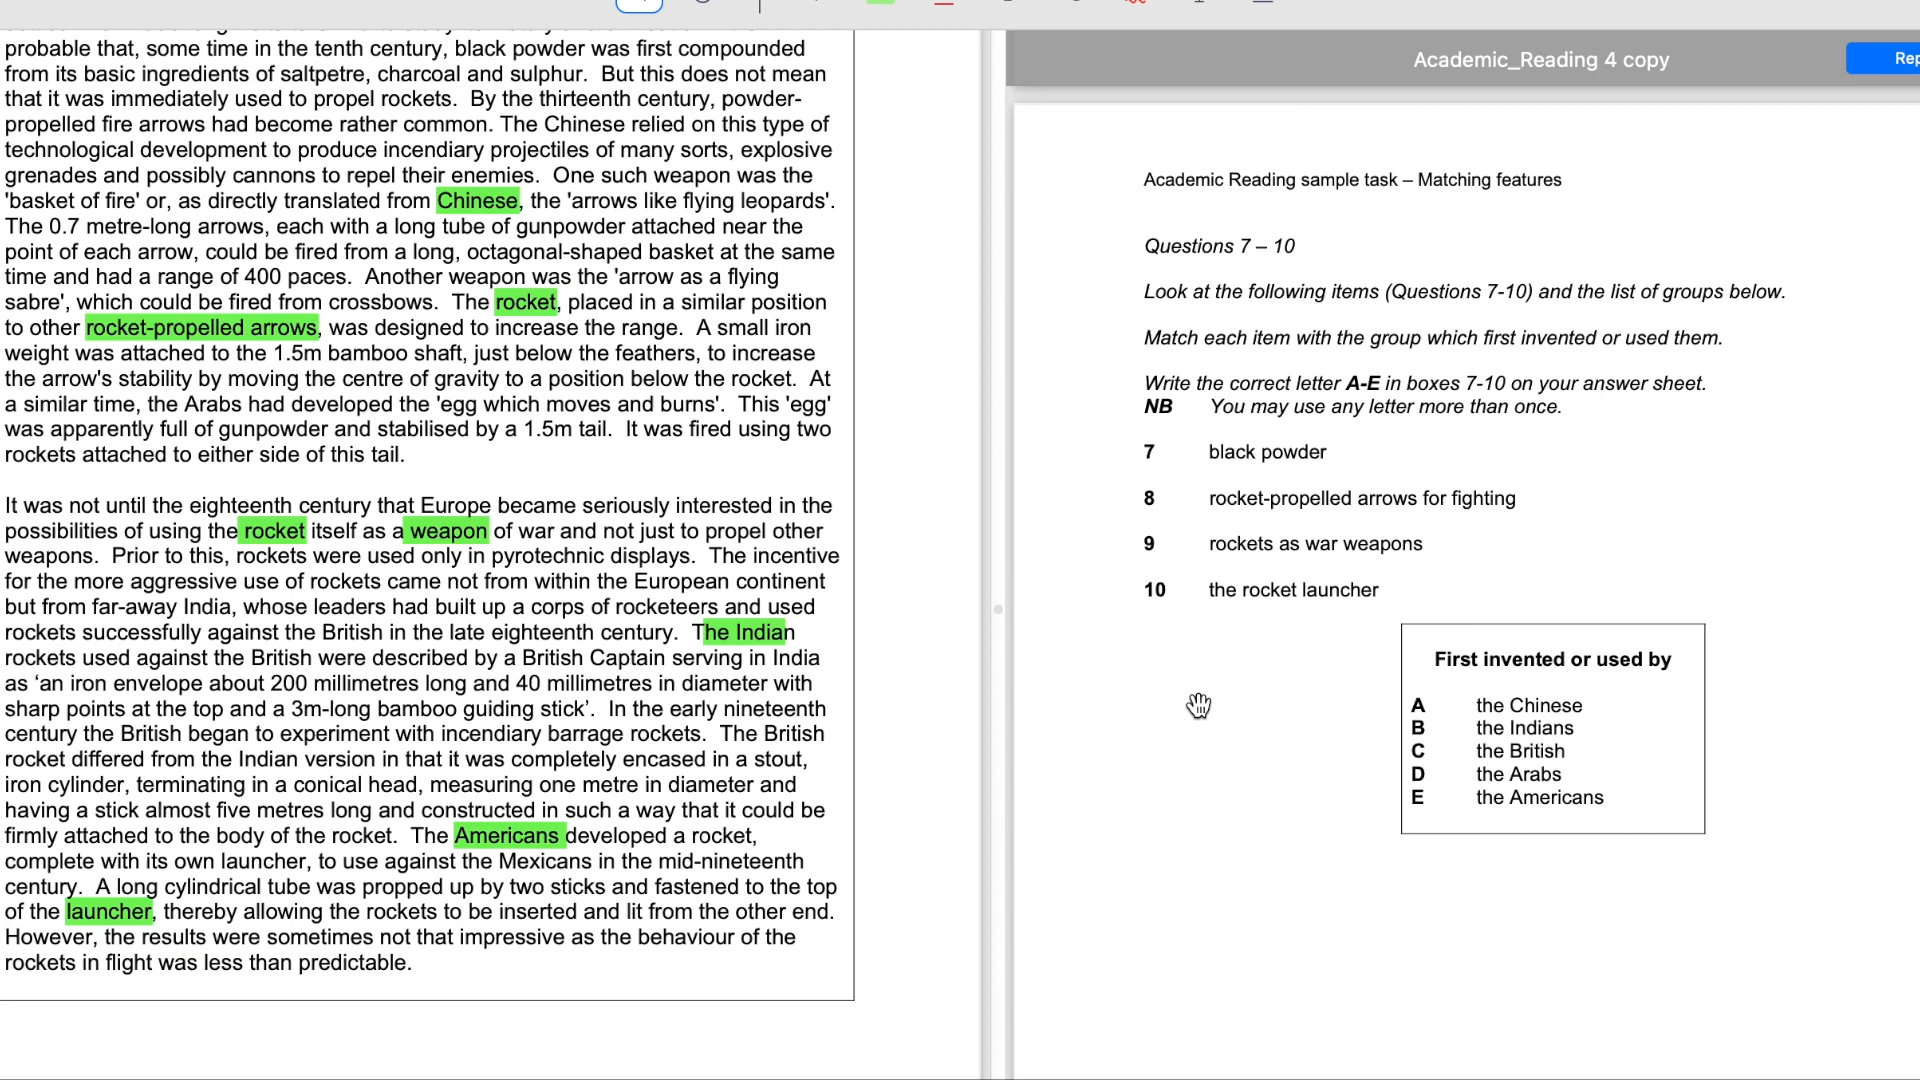 probable that, some time in the tenth century, black powder was first compounded
from its basic ingredients of saltpetre, charcoal and sulphur.  But this does not mean
that it was immediately used to propel rockets.  By the thirteenth century, powder-
propelled fire arrows had become rather common. The Chinese relied on this type of
technological development to produce incendiary projectiles of many sorts, explosive
grenades and possibly cannons to repel their enemies.  One such weapon was the
'basket of fire' or, as directly translated from Chinese, the 'arrows like flying leopards'.
The 0.7 metre-long arrows, each with a long tube of gunpowder attached near the
point of each arrow, could be fired from a long, octagonal-shaped basket at the same
time and had a range of 400 paces.  Another weapon was the 'arrow as a flying
sabre', which could be fired from crossbows.  The rocket, placed in a similar position
to other rocket-propelled arrows, was designed to increase the range.  A small iron
weight was attached to the 1.5m bamboo shaft, just below the feathers, to increase
the arrow's stability by moving the centre of gravity to a position below the rocket.  At
a similar time, the Arabs had developed the 'egg which moves and burns'.  This 'egg'
was apparently full of gunpowder and stabilised by a 1.5m tail.  It was fired using two
rockets attached to either side of this tail.
It was not until the eighteenth century that Europe became seriously interested in the
possibilities of using the rocket itself as a weapon of war and not just to propel other
weapons.  Prior to this, rockets were used only in pyrotechnic displays.  The incentive
for the more aggressive use of rockets came not from within the European continent
but from far-away India, whose leaders had built up a corps of rocketeers and used
rockets successfully against the British in the late eighteenth century.  The Indian
rockets used against the British were described by a British Captain serving in India
as ‘an iron envelope about 200 millimetres long and 40 millimetres in diameter with
sharp points at the top and a 3m-long bamboo guiding stick’.  In the early nineteenth
century the British began to experiment with incendiary barrage rockets.  The British
rocket differed from the Indian version in that it was completely encased in a stout,
iron cylinder, terminating in a conical head, measuring one metre in diameter and
having a stick almost five metres long and constructed in such a way that it could be
firmly attached to the body of the rocket.  The Americans developed a rocket,
complete with its own launcher, to use against the Mexicans in the mid-nineteenth
century.  A long cylindrical tube was propped up by two sticks and fastened to the top
of the launcher, thereby allowing the rockets to be inserted and lit from the other end.
However, the results were sometimes not that impressive as the behaviour of the
rockets in flight was less than predictable.
Academic_Reading 4 copy
Academic Reading sample task – Matching features
Questions 7 – 10
Look at the following items (Questions 7-10) and the list of groups below.
Match each item with the group which first invented or used them.
Write the correct letter A-E in boxes 7-10 on your answer sheet.
NB You may use any letter more than once.
7 black powder
8 rocket-propelled arrows for fighting
9 rockets as war weapons
10 the rocket launcher
First invented or used by
A the Chinese
B the Indians
C the British
D the Arabs
E the Americans